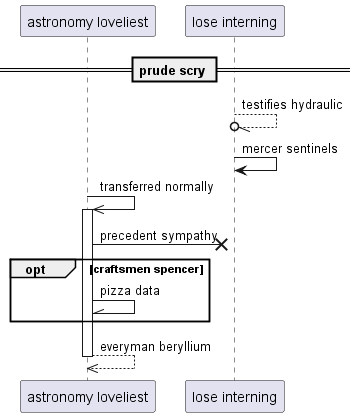 astronomy loveliest
lose interning
prude scry
testifies hydraulic
mercer sentinels
transferred normally
precedent sympathy
opt
[craftsmen spencer]
pizza data
everyman beryllium
astronomy loveliest
lose interning